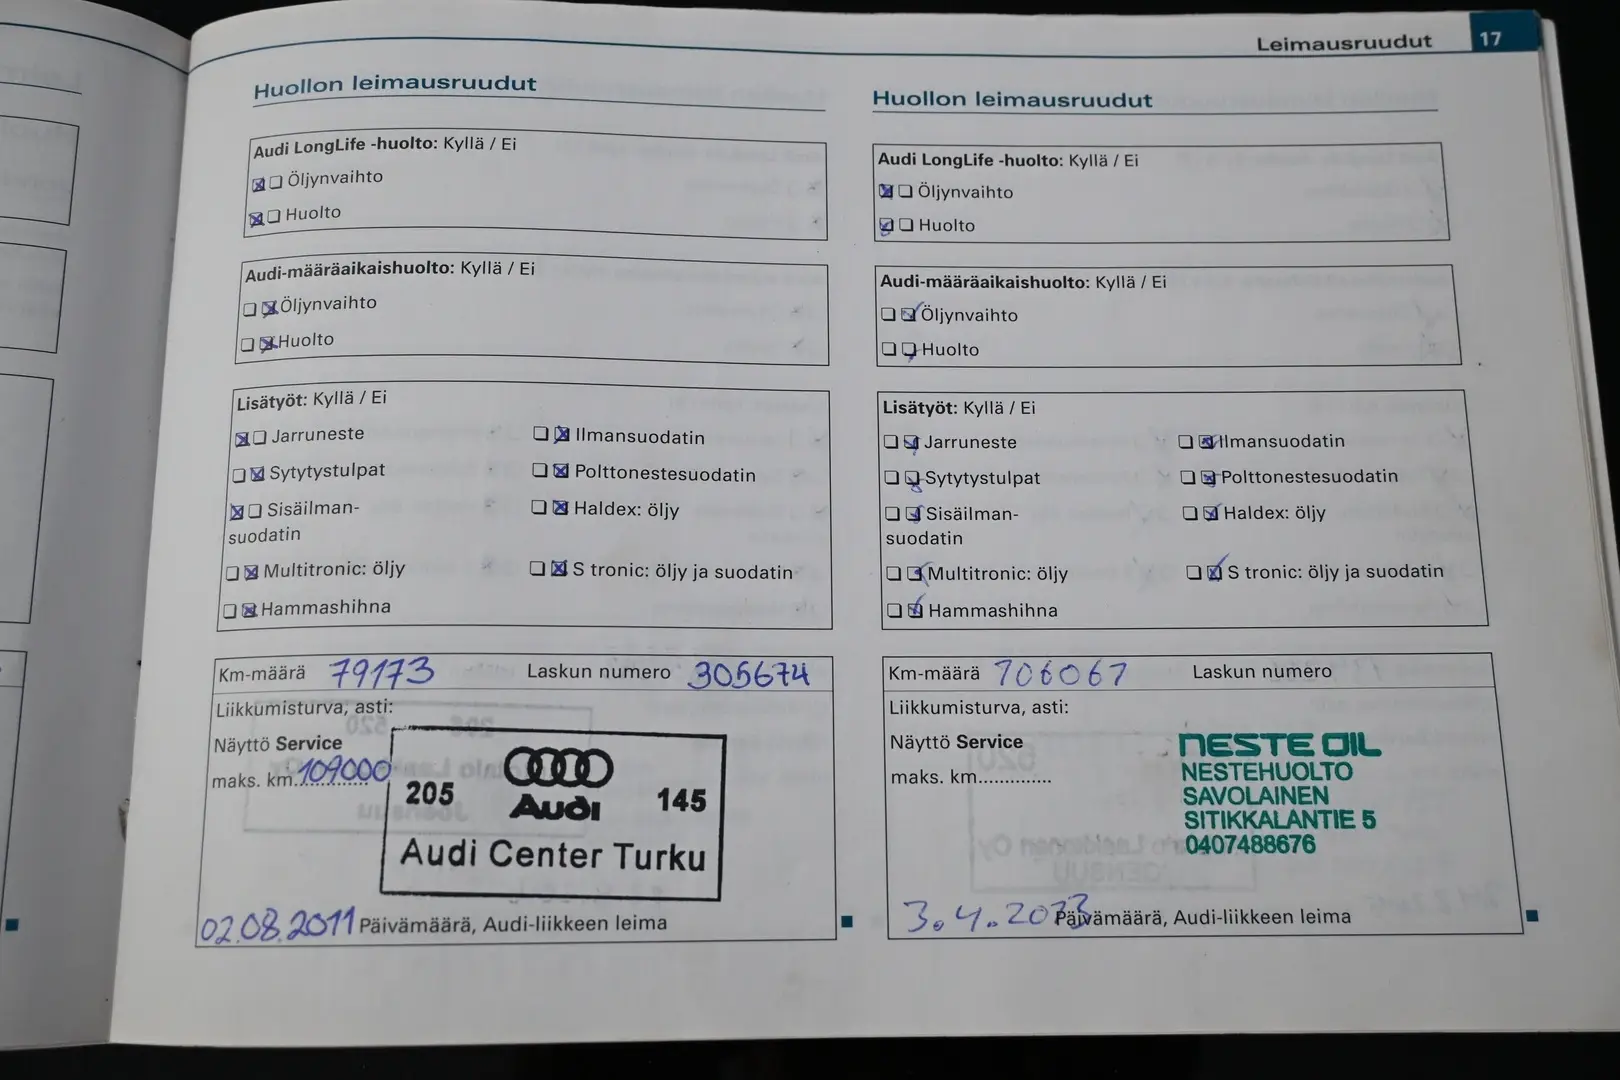 Leimausruudut 17
Huollon leimausruudut
Audi LongLife -huolto: Kyllä / Ei
Öljynvaihto
Huolto
Audi-määräaikaishuolto: Kyllä / Ei
Öljynvaihto
Huolto
Lisätyöt: Kyllä / Ei
Jarruneste
Ilmansuodatin
Sytytystulpat
Polttonestesuodatin
Sisäilman-
suodatin
Haldex: öljy
Multitronic: öljy
S tronic: öljy ja suodatin
Hammashihna
Km-määrä 79173 Laskun numero 305674
Liikkumisturva, asti:
Näyttö Service
maks. km. 109000
205 Audi 145
Audi Center Turku
02.08.2011 Päivämäärä, Audi-liikkeen leima
Huollon leimausruudut
Audi LongLife -huolto: Kyllä / Ei
Öljynvaihto
Huolto
Audi-määräaikaishuolto: Kyllä / Ei
Öljynvaihto
Huolto
Lisätyöt: Kyllä / Ei
Jarruneste
Ilmansuodatin
Sytytystulpat
Polttonestesuodatin
Sisäilman-
suodatin
Haldex: öljy
Multitronic: öljy
S tronic: öljy ja suodatin
Hammashihna
Km-määrä 106067 Laskun numero
Liikkumisturva, asti:
Näyttö Service
maks. km.............
NESTE OIL
NESTEHUOLTO
SAVOLAINEN
SITIKKALANTIE 5
0407488676
3.4.2013 Päivämäärä, Audi-liikkeen leima